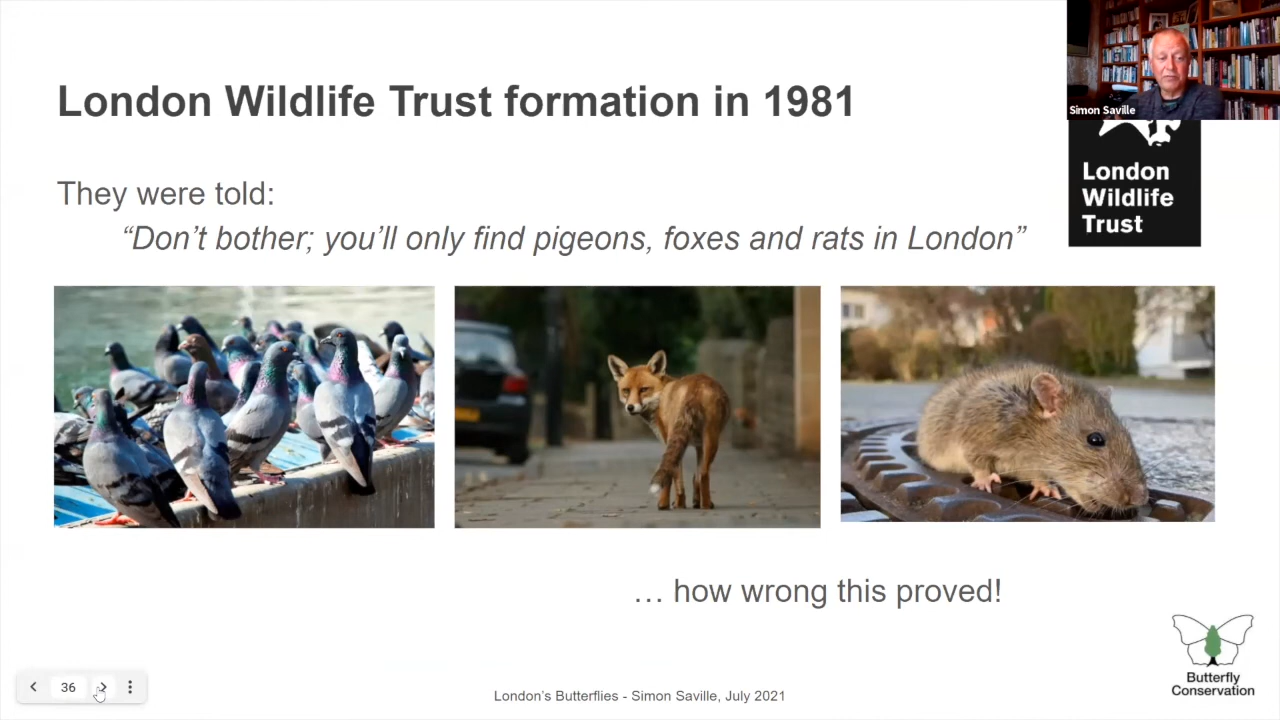 London Wildlife Trust formation in 1981
Simon Saville
London
Wildlife
Trust
They were told:
“Don’t bother; you’ll only find pigeons, foxes and rats in London”
… how wrong this proved!
Butterfly
Conservation
36
London’s Butterflies - Simon Saville, July 2021